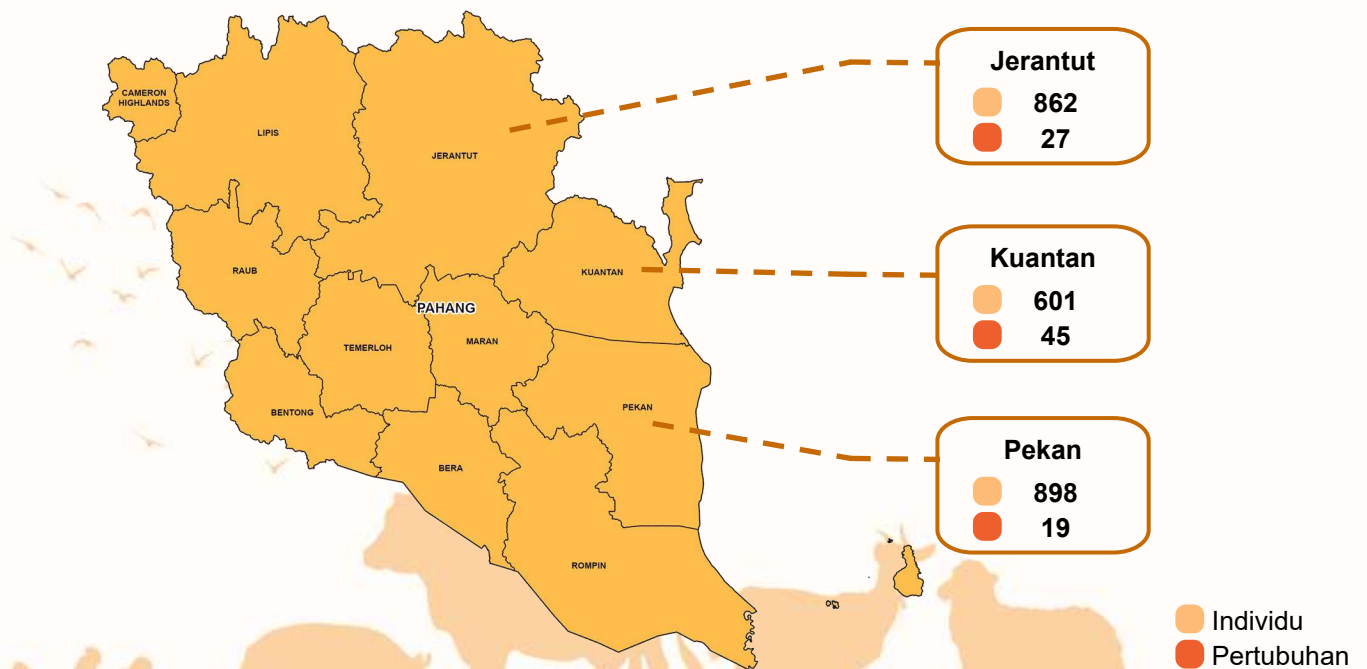 CAMERON
HIGHLANDS
LIPIS
JERANTUT
RAUB
KUANTAN
PAHANG
TEMERLOH
MARAN
BENTONG
PEKAN
BERA
ROMPIN
Jerantut
862
27
Kuantan
601
45
Pekan
898
19
Individu
Pertubuhan